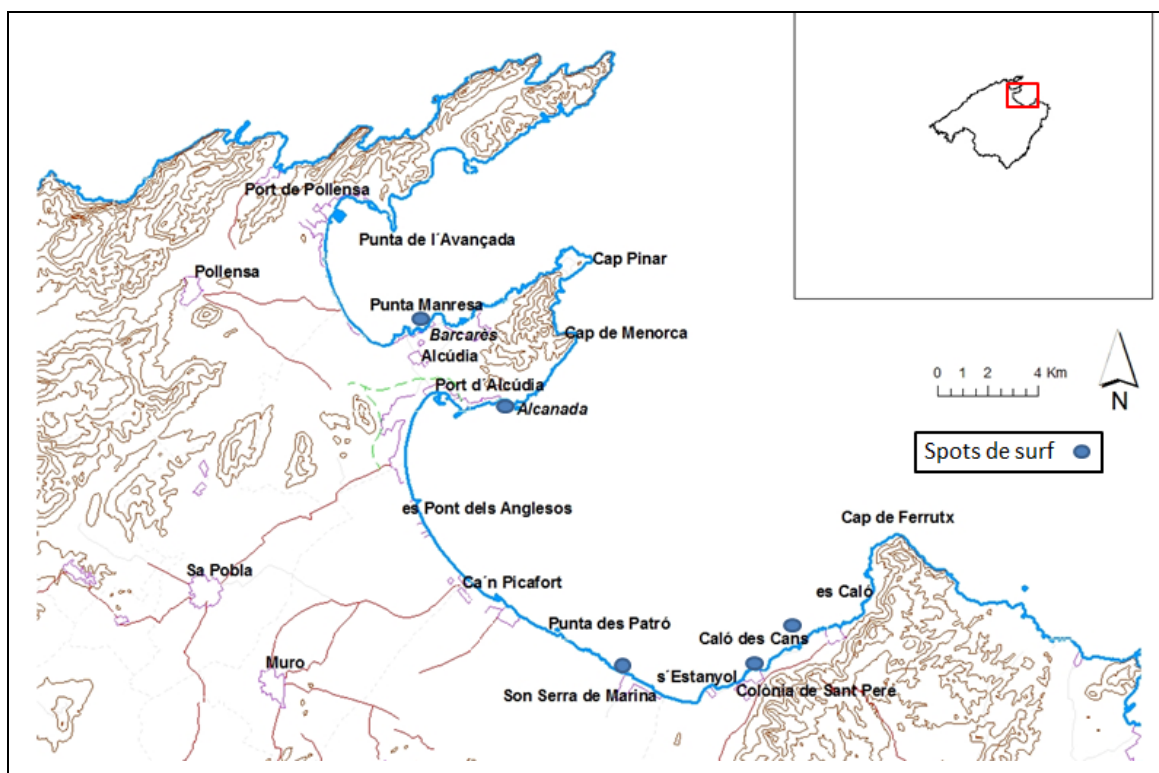 Port de Pollensa
Punta de l´Avançada
Cap Pinar
Pollensa
Punta Manresa
Barcarès
Cap de Menorca
Alcúdia
Port d´Alcúdia
Alcanada
0 1 2 4 Km
N
Spots de surf
es Pont dels Anglesos
Cap de Ferrutx
Sa Pobla
Ca´n Picafort
es Caló
Punta des Patró
Caló des Cans
Muro
s´Estanyol
Son Serra de Marina
Colònia de Sant Pere